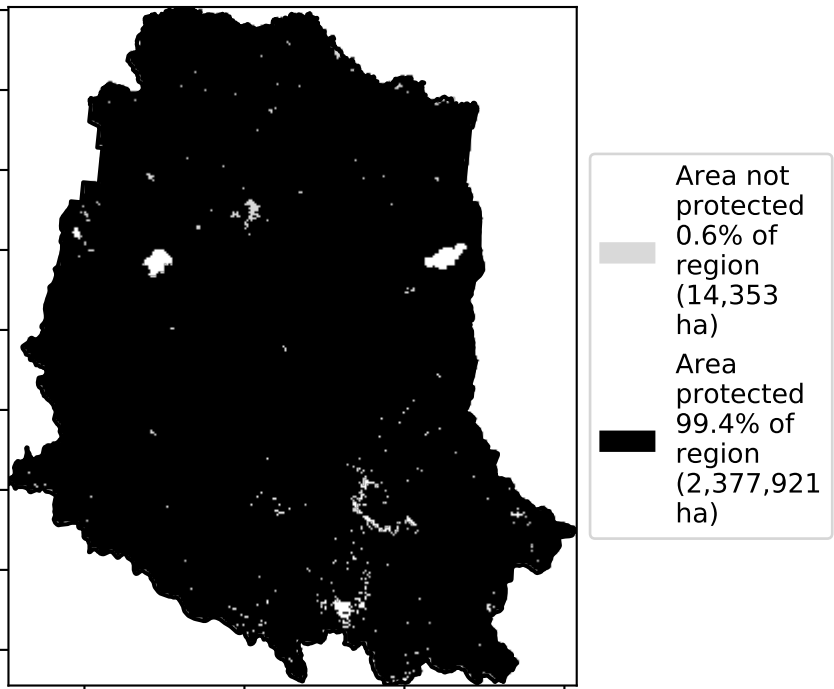 Area not
protected
0.6% of
region
(14,353
ha)
Area
protected
99.4% of
region
(2,377,921
ha)